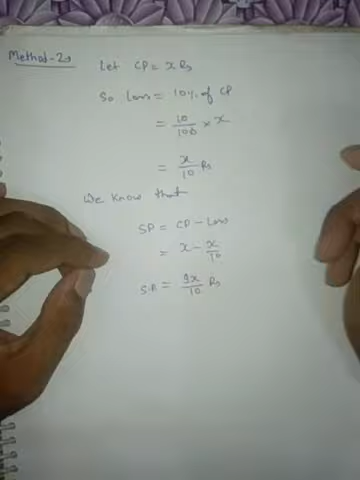 Method-2:
Let CP = x Rs
So Loss = 10% of CP
= 10/100 × x
= x/10 Rs
We know that
SP = CP - Loss
= x - x/10
S.P. = 9x/10 Rs